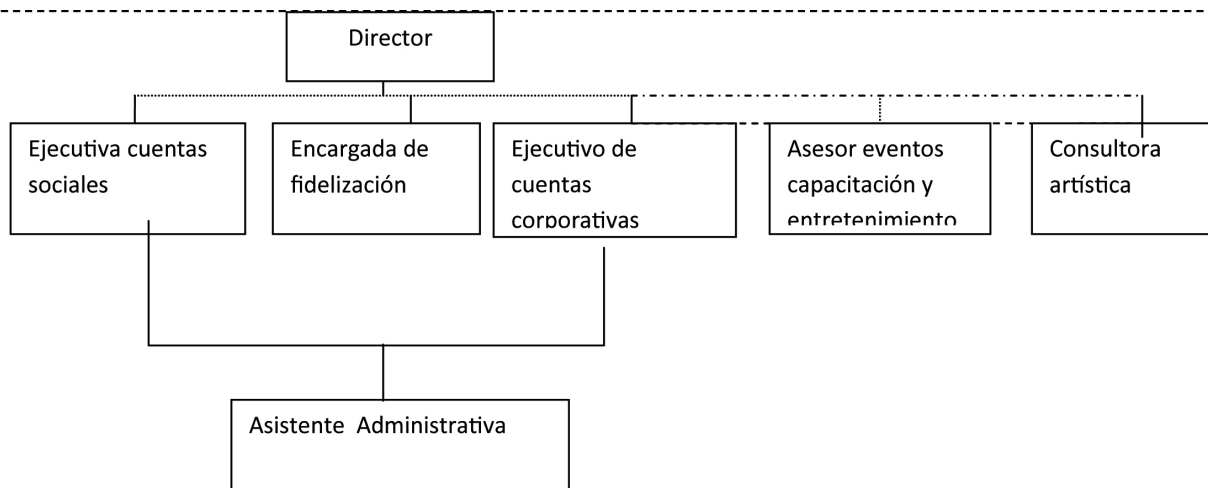 Director
Ejecutiva cuentas
sociales
Encargada de
fidelización
Ejecutivo de
cuentas
corporativas
Asesor eventos
capacitación y
entretenimiento
Consultora
artística
Asistente Administrativa